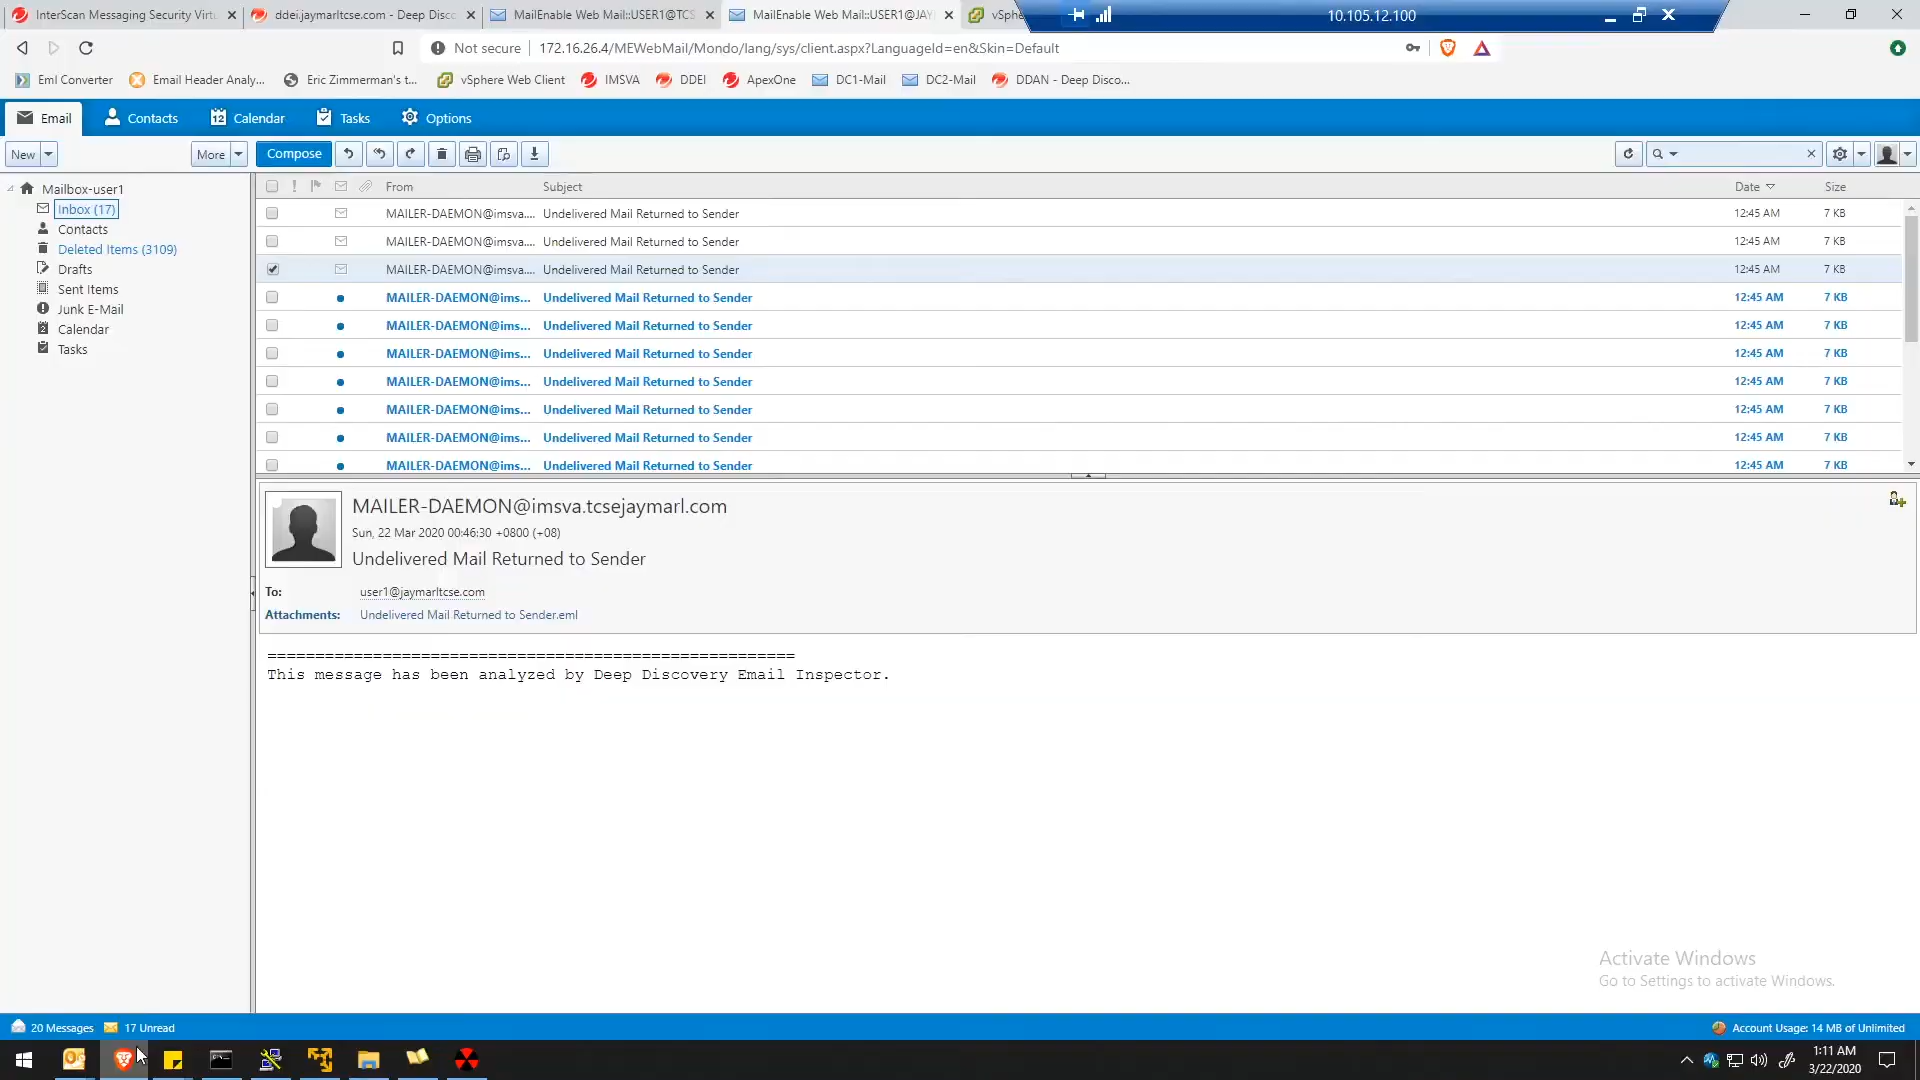 InterScan Messaging Security Virtu
ddei.jaymarltcse.com - Deep Disco
MailEnable Web Mail::USER1@TCS
MailEnable Web Mail::USER1@JAY
vSphe
10.105.12.100
Not secure
172.16.26.4/MEWebMail/Mondo/lang/sys/client.aspx?LanguageId=en&Skin=Default
Eml Converter
Email Header Analy...
Eric Zimmerman's t...
vSphere Web Client
IMSVA
DDEI
ApexOne
DC1-Mail
DC2-Mail
DDAN - Deep Disco...
Email
Contacts
12 Calendar
Tasks
Options
New
More
Compose
Mailbox-user1
Inbox (17)
Contacts
Deleted Items (3109)
Drafts
Sent Items
Junk E-Mail
Calendar
Tasks
From Subject Date Size
MAILER-DAEMON@imsva.... Undelivered Mail Returned to Sender 12:45 AM 7 KB
MAILER-DAEMON@imsva.... Undelivered Mail Returned to Sender 12:45 AM 7 KB
MAILER-DAEMON@imsva.... Undelivered Mail Returned to Sender 12:45 AM 7 KB
MAILER-DAEMON@ims... Undelivered Mail Returned to Sender 12:45 AM 7 KB
MAILER-DAEMON@ims... Undelivered Mail Returned to Sender 12:45 AM 7 KB
MAILER-DAEMON@ims... Undelivered Mail Returned to Sender 12:45 AM 7 KB
MAILER-DAEMON@ims... Undelivered Mail Returned to Sender 12:45 AM 7 KB
MAILER-DAEMON@ims... Undelivered Mail Returned to Sender 12:45 AM 7 KB
MAILER-DAEMON@ims... Undelivered Mail Returned to Sender 12:45 AM 7 KB
MAILER-DAEMON@ims... Undelivered Mail Returned to Sender 12:45 AM 7 KB
MAILER-DAEMON@imsva.tcsejaymarl.com
Sun, 22 Mar 2020 00:46:30 +0800 (+08)
Undelivered Mail Returned to Sender
To: user1@jaymarltcse.com
Attachments: Undelivered Mail Returned to Sender.eml
=======================================================
This message has been analyzed by Deep Discovery Email Inspector.
Activate Windows
Go to Settings to activate Windows.
20 Messages 17 Unread
Account Usage: 14 MB of Unlimited
1:11 AM
3/22/2020